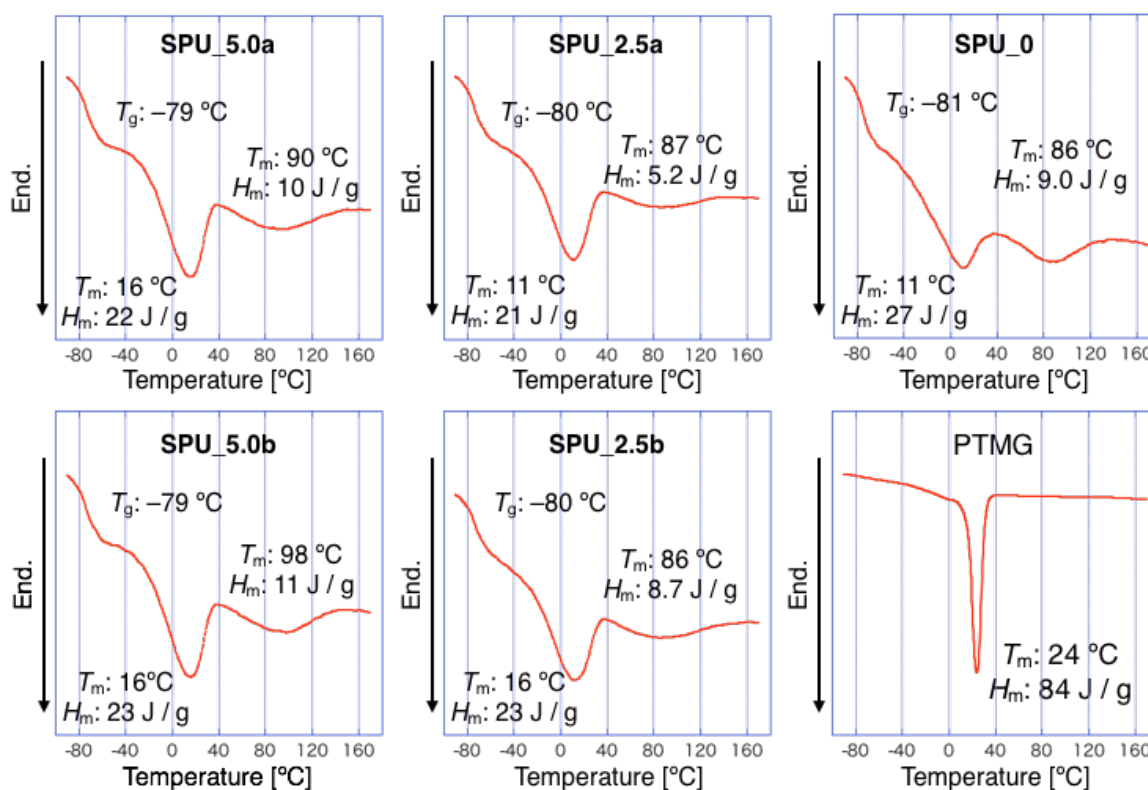 SPU_5.0a
Tg: –79 ºC
Tm: 90 ºC
Hm: 10 J / g
Tm: 16 ºC
Hm: 22 J / g
End.
-80 -40 0 40 80 120 160
Temperature [ºC]
SPU_2.5a
Tg: –80 ºC
Tm: 87 ºC
Hm: 5.2 J / g
Tm: 11 ºC
Hm: 21 J / g
End.
-80 -40 0 40 80 120 160
Temperature [ºC]
SPU_0
Tg: –81 ºC
Tm: 86 ºC
Hm: 9.0 J / g
Tm: 11 ºC
Hm: 27 J / g
End.
-80 -40 0 40 80 120 160
Temperature [ºC]
SPU_5.0b
Tg: –79 ºC
Tm: 98 ºC
Hm: 11 J / g
Tm: 16ºC
Hm: 23 J / g
End.
-80 -40 0 40 80 120 160
Temperature [ºC]
SPU_2.5b
Tg: –80 ºC
Tm: 86 ºC
Hm: 8.7 J / g
Tm: 16 ºC
Hm: 23 J / g
End.
-80 -40 0 40 80 120 160
Temperature [ºC]
PTMG
Tm: 24 ºC
Hm: 84 J / g
End.
-80 -40 0 40 80 120 160
Temperature [ºC]